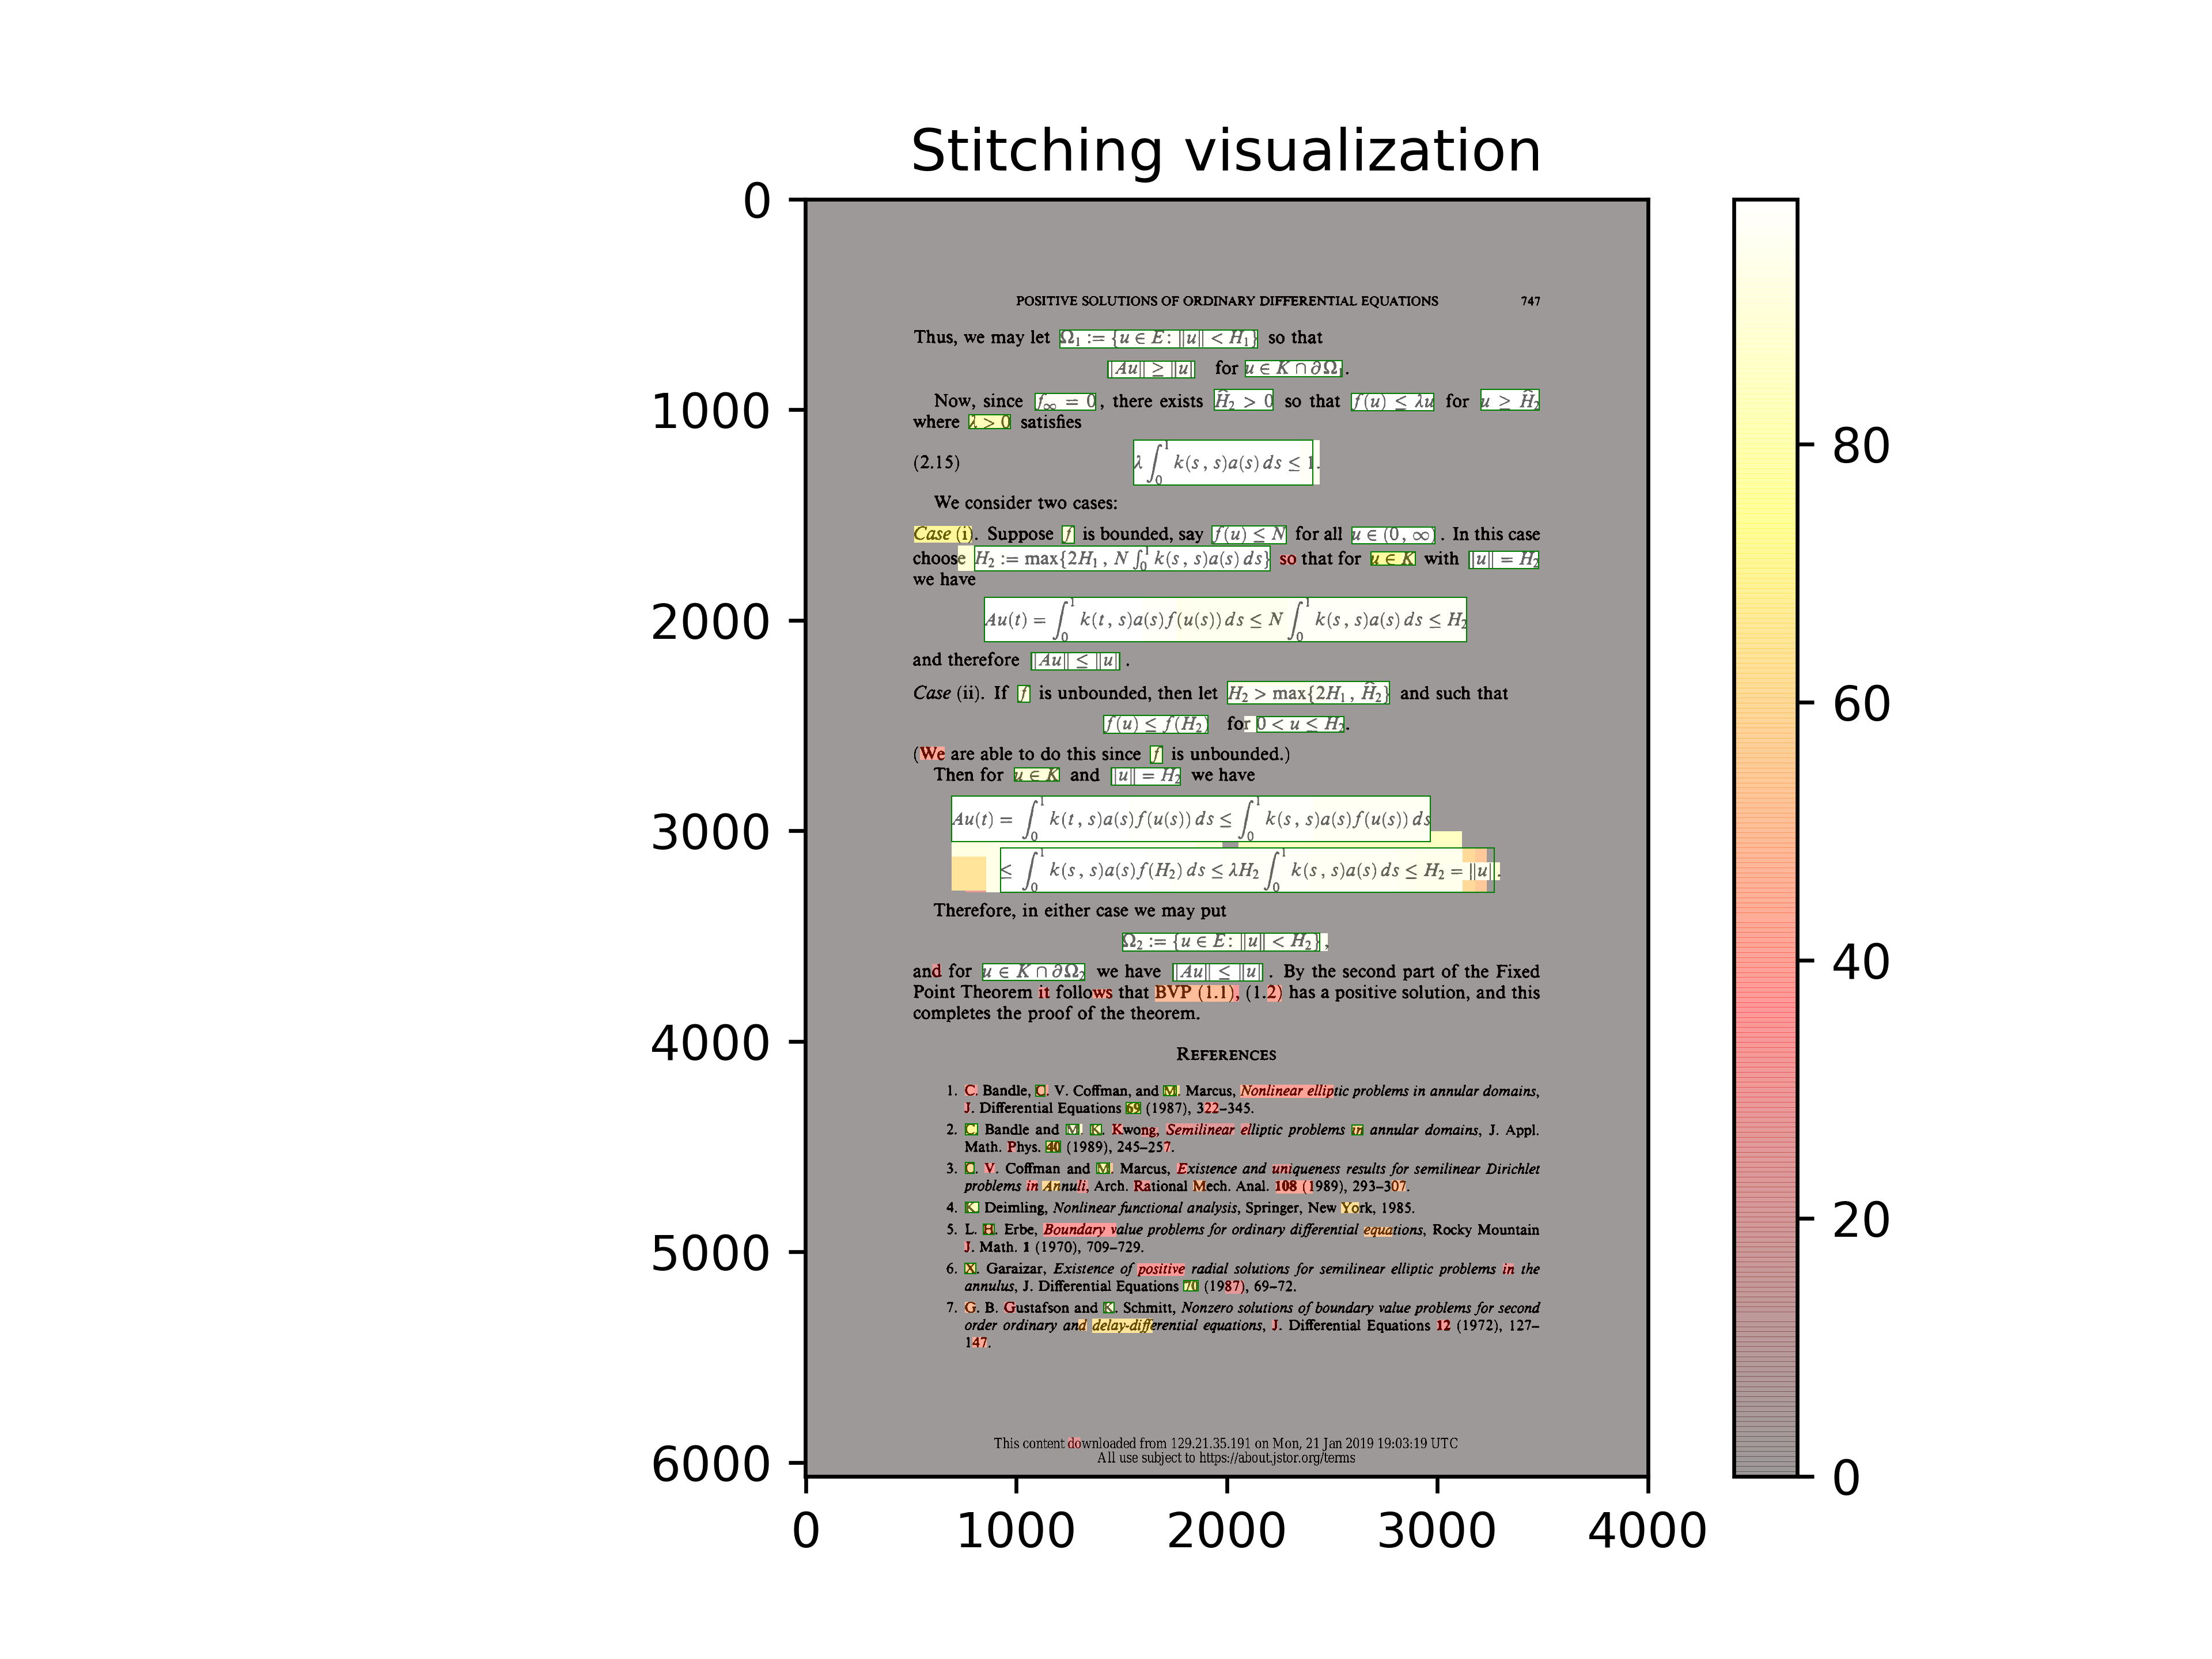 Stitching visualization
POSITIVE SOLUTIONS OF ORDINARY DIFFERENTIAL EQUATIONS 747
Thus, we may let Ω₁ := {u ∈ E : ||u|| < H₁} so that
||Au|| ≥ ||u|| for u ∈ K ∩ ∂Ω₁.
Now, since f∞ = 0, there exists Ĥ₂ > 0 so that f(u) ≤ λu for u ≥ Ĥ₂
where λ > 0 satisfies
(2.15) λ ∫₀¹ k(s, s)a(s) ds ≤ 1.
We consider two cases:
Case (i). Suppose f is bounded, say f(u) ≤ N for all u ∈ (0, ∞). In this case
choose H₂ := max{2H₁, N ∫₀¹ k(s, s)a(s) ds} so that for u ∈ K with ||u|| = H₂
we have
Au(t) = ∫₀¹ k(t, s)a(s)f(u(s)) ds ≤ N ∫₀¹ k(s, s)a(s) ds ≤ H₂
and therefore ||Au|| ≤ ||u||.
Case (ii). If f is unbounded, then let H₂ > max{2H₁, Ĥ₂} and such that
f(u) ≤ f(H₂) for 0 < u ≤ H₂.
(We are able to do this since f is unbounded.)
Then for u ∈ K and ||u|| = H₂ we have
Au(t) = ∫₀¹ k(t, s)a(s)f(u(s)) ds ≤ ∫₀¹ k(s, s)a(s)f(u(s)) ds
≤ ∫₀¹ k(s, s)a(s)f(H₂) ds ≤ λH₂ ∫₀¹ k(s, s)a(s) ds ≤ H₂ = ||u||.
Therefore, in either case we may put
Ω₂ := {u ∈ E : ||u|| < H₂},
and for u ∈ K ∩ ∂Ω₂ we have ||Au|| ≤ ||u||. By the second part of the Fixed
Point Theorem it follows that BVP (1.1), (1.2) has a positive solution, and this
completes the proof of the theorem.
REFERENCES
1. C. Bandle, C. V. Coffman, and M. Marcus, Nonlinear elliptic problems in annular domains,
J. Differential Equations 69 (1987), 322–345.
2. C. Bandle and M. K. Kwong, Semilinear elliptic problems in annular domains, J. Appl.
Math. Phys. 40 (1989), 245–257.
3. C. V. Coffman and M. Marcus, Existence and uniqueness results for semilinear Dirichlet
problems in Annuli, Arch. Rational Mech. Anal. 108 (1989), 293–307.
4. K. Deimling, Nonlinear functional analysis, Springer, New York, 1985.
5. L. H. Erbe, Boundary value problems for ordinary differential equations, Rocky Mountain
J. Math. 1 (1970), 709–729.
6. X. Garaizar, Existence of positive radial solutions for semilinear elliptic problems in the
annulus, J. Differential Equations 70 (1987), 69–72.
7. G. B. Gustafson and K. Schmitt, Nonzero solutions of boundary value problems for second
order ordinary and delay-differential equations, J. Differential Equations 12 (1972), 127–
147.
This content downloaded from 129.21.35.191 on Mon, 21 Jan 2019 19:03:19 UTC
All use subject to https://about.jstor.org/terms
0
1000
2000
3000
4000
5000
6000
0 1000 2000 3000 4000
80
60
40
20
0